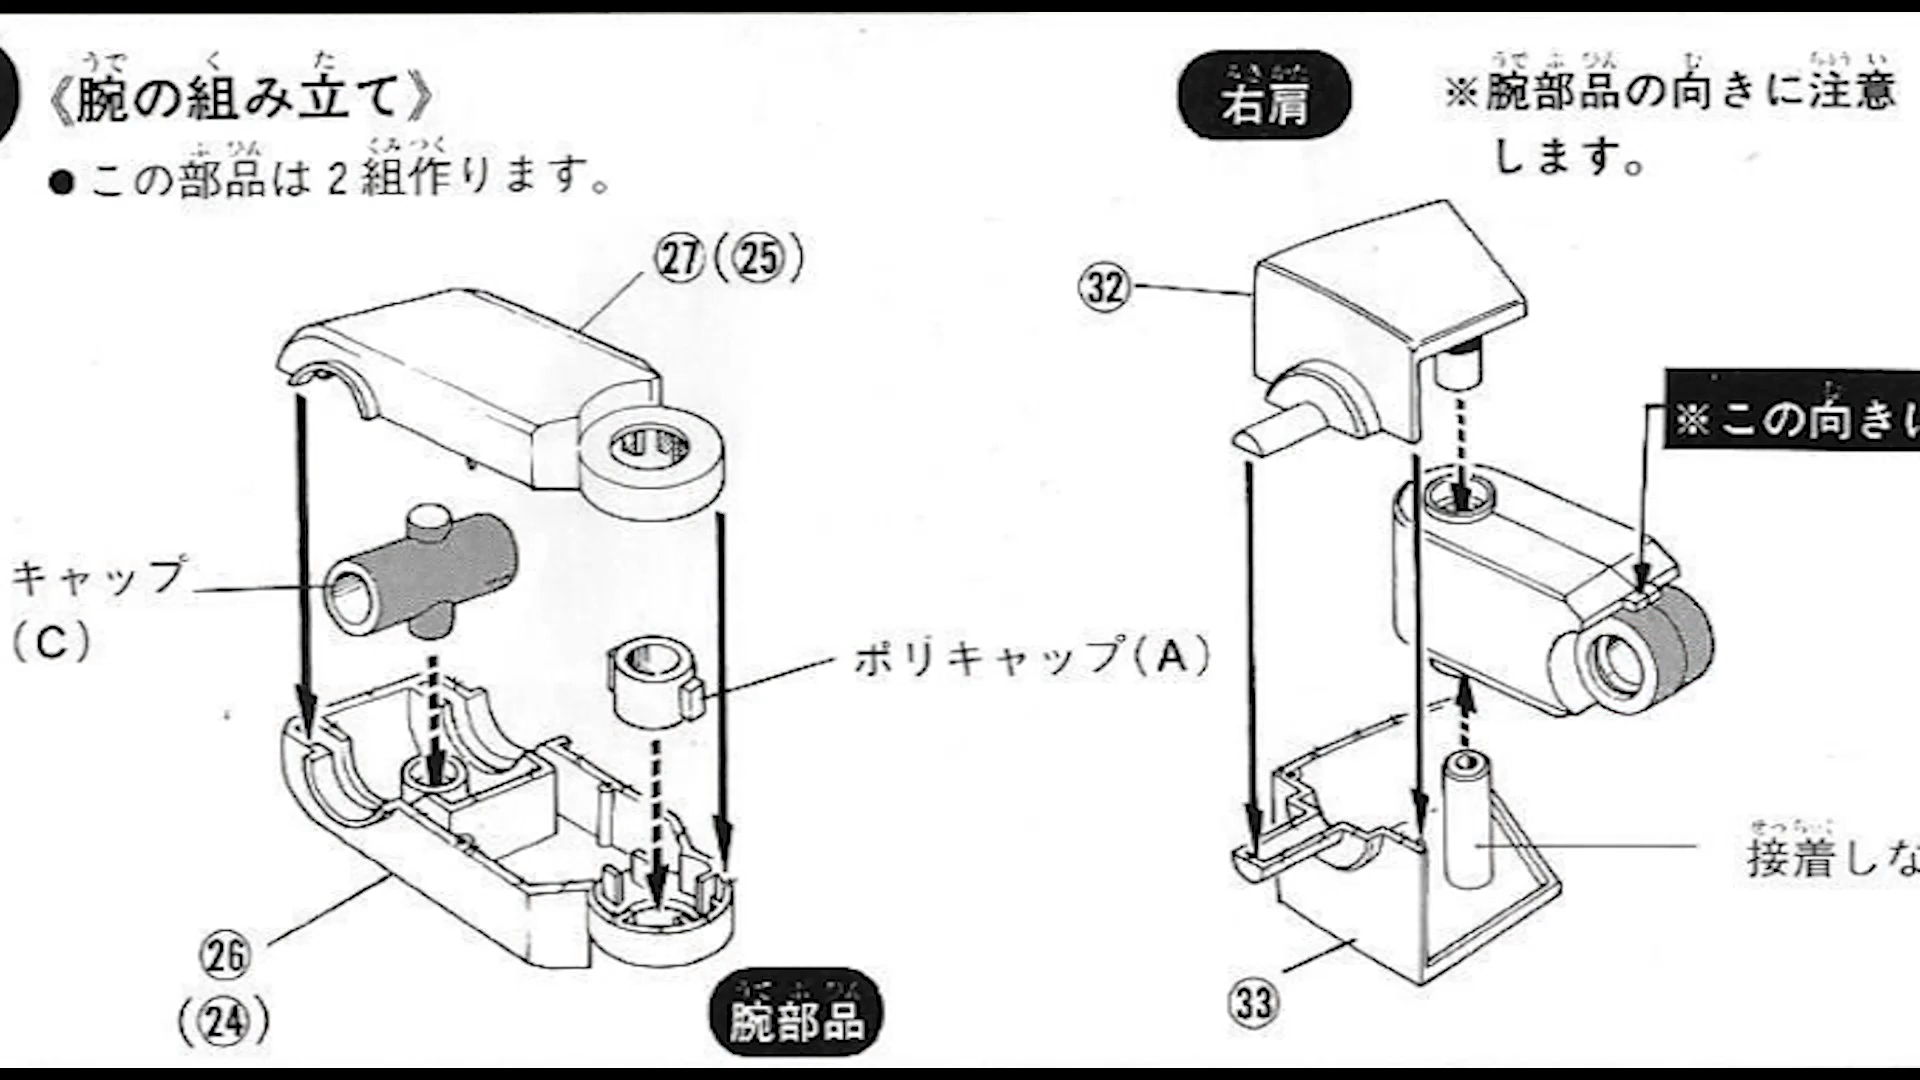 《腕の組み立て》
●この部品は2組作ります。
27(25)
キャップ
(C)
ポリキャップ(A)
26
(24)
腕部品
右肩
※腕部品の向きに注意
します。
32
※この向きに
接着しな
33